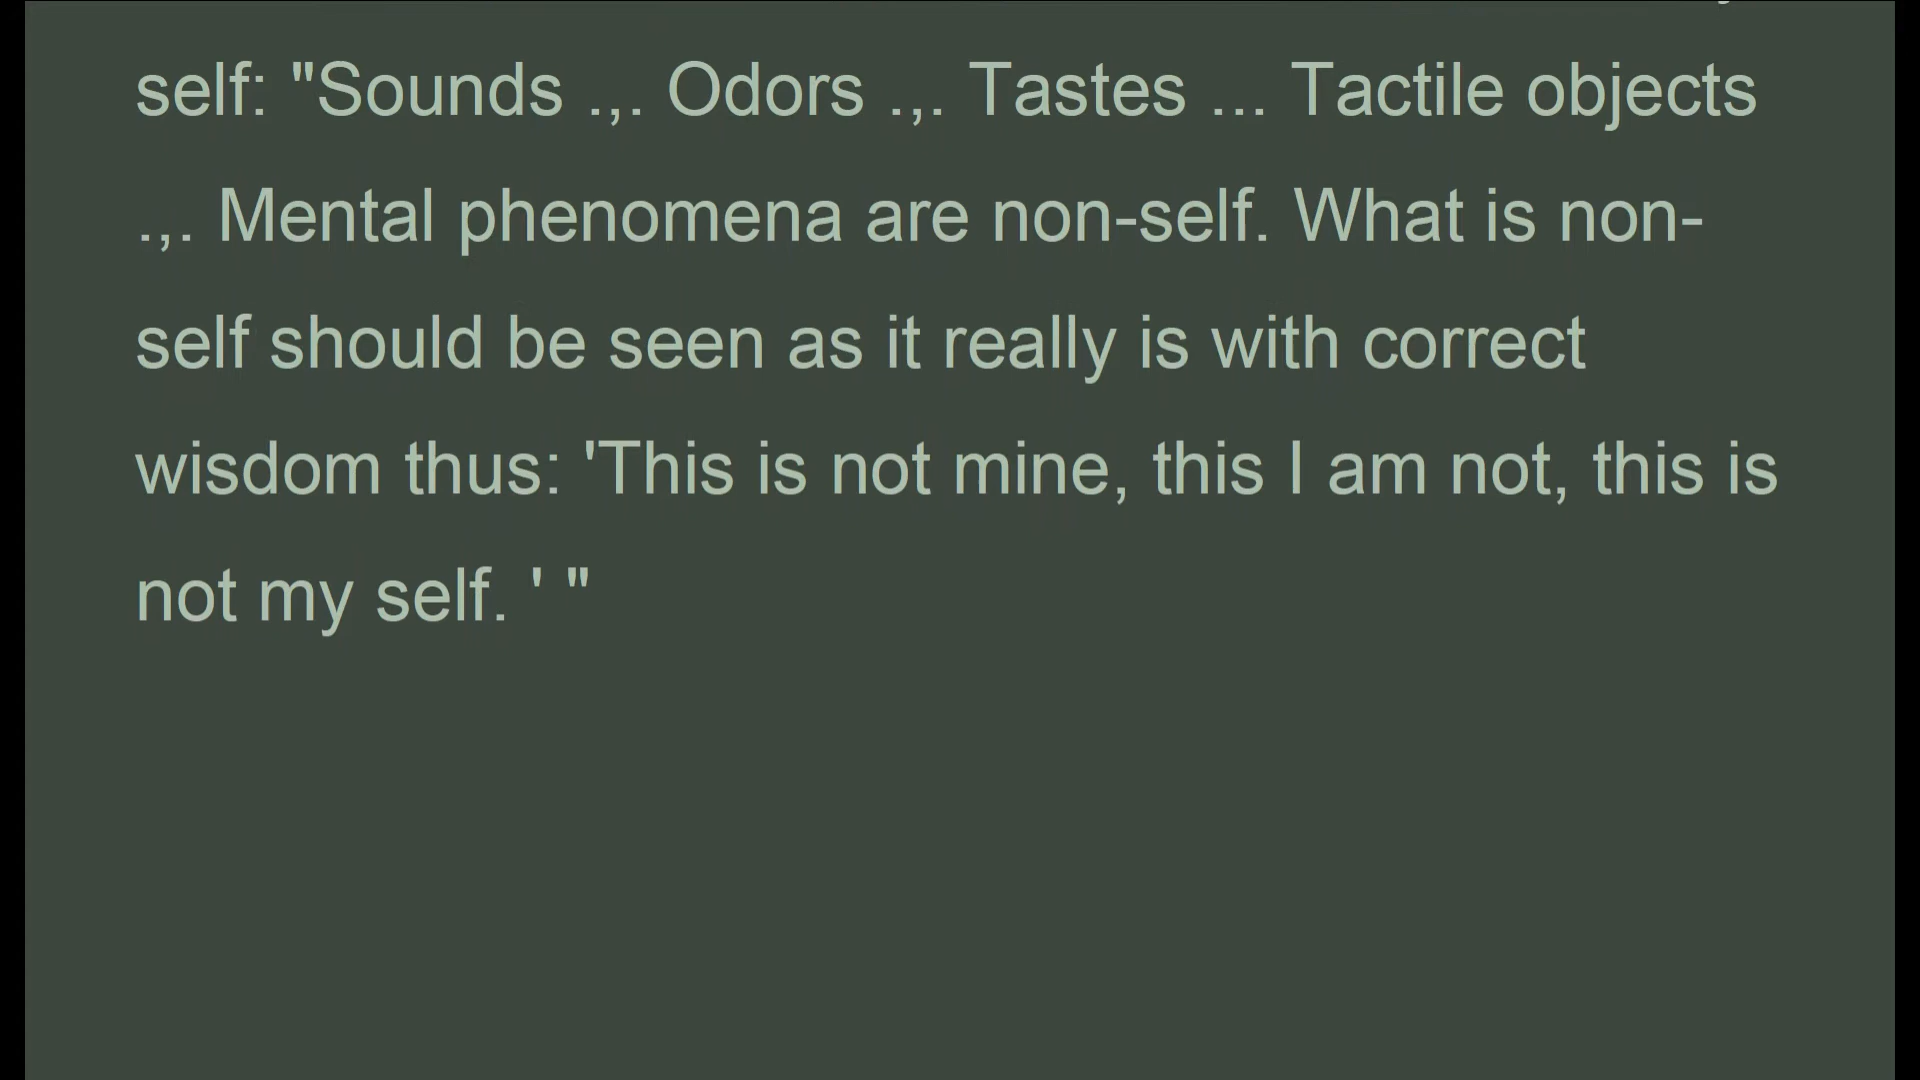 self: "Sounds .,. Odors .,. Tastes ... Tactile objects
.,. Mental phenomena are non-self. What is non-
self should be seen as it really is with correct
wisdom thus: 'This is not mine, this I am not, this is
not my self. ' "